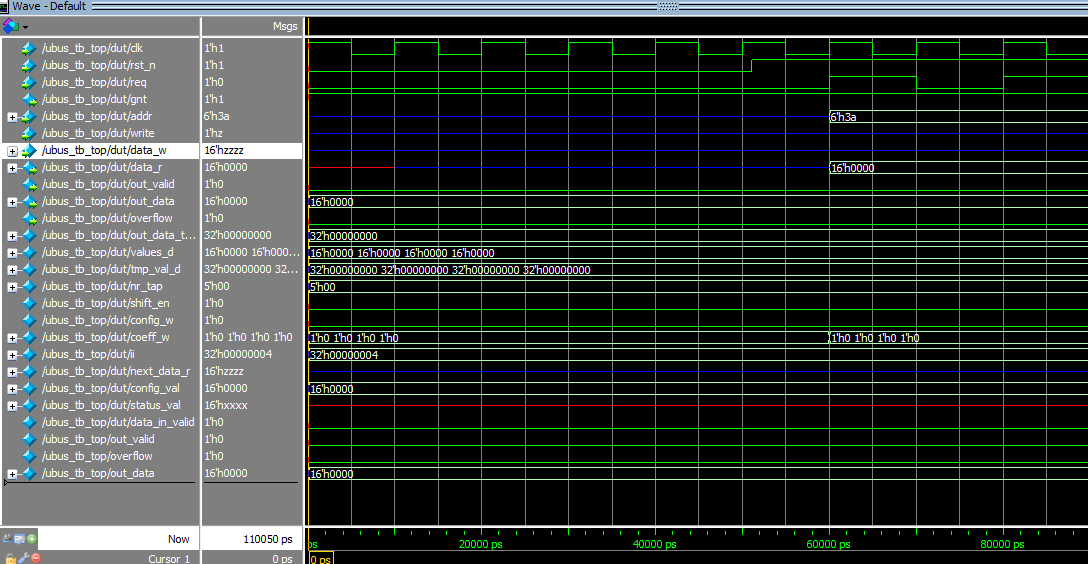 Wave - Default
Msgs
/ubus_tb_top/dut/clk 1'h1
/ubus_tb_top/dut/rst_n 1'h1
/ubus_tb_top/dut/req 1'h0
/ubus_tb_top/dut/gnt 1'h1
/ubus_tb_top/dut/addr 6'h3a 6'h3a
/ubus_tb_top/dut/write 1'hz
/ubus_tb_top/dut/data_w 16'hzzzz
/ubus_tb_top/dut/data_r 16'h0000 16'h0000
/ubus_tb_top/dut/out_valid 1'h0
/ubus_tb_top/dut/out_data 16'h0000 16'h0000
/ubus_tb_top/dut/overflow 1'h0
/ubus_tb_top/dut/out_data_t... 32'h00000000 32'h00000000
/ubus_tb_top/dut/values_d 16'h0000 16'h000... 16'h0000 16'h0000 16'h0000 16'h0000
/ubus_tb_top/dut/tmp_val_d 32'h00000000 32... 32'h00000000 32'h00000000 32'h00000000 32'h00000000
/ubus_tb_top/dut/nr_tap 5'h00 5'h00
/ubus_tb_top/dut/shift_en 1'h0
/ubus_tb_top/dut/config_w 1'h0
/ubus_tb_top/dut/coeff_w 1'h0 1'h0 1'h0 1'h0 1'h0 1'h0 1'h0 1'h0 1'h0 1'h0 1'h0 1'h0
/ubus_tb_top/dut/ii 32'h00000004 32'h00000004
/ubus_tb_top/dut/next_data_r 16'hzzzz
/ubus_tb_top/dut/config_val 16'h0000 16'h0000
/ubus_tb_top/dut/status_val 16'hxxxx
/ubus_tb_top/dut/data_in_valid 1'h0
/ubus_tb_top/out_valid 1'h0
/ubus_tb_top/overflow 1'h0
/ubus_tb_top/out_data 16'h0000 16'h0000
Now 110050 ps ps 20000 ps 40000 ps 60000 ps 80000 ps
Cursor 1 0 ps 0 ps